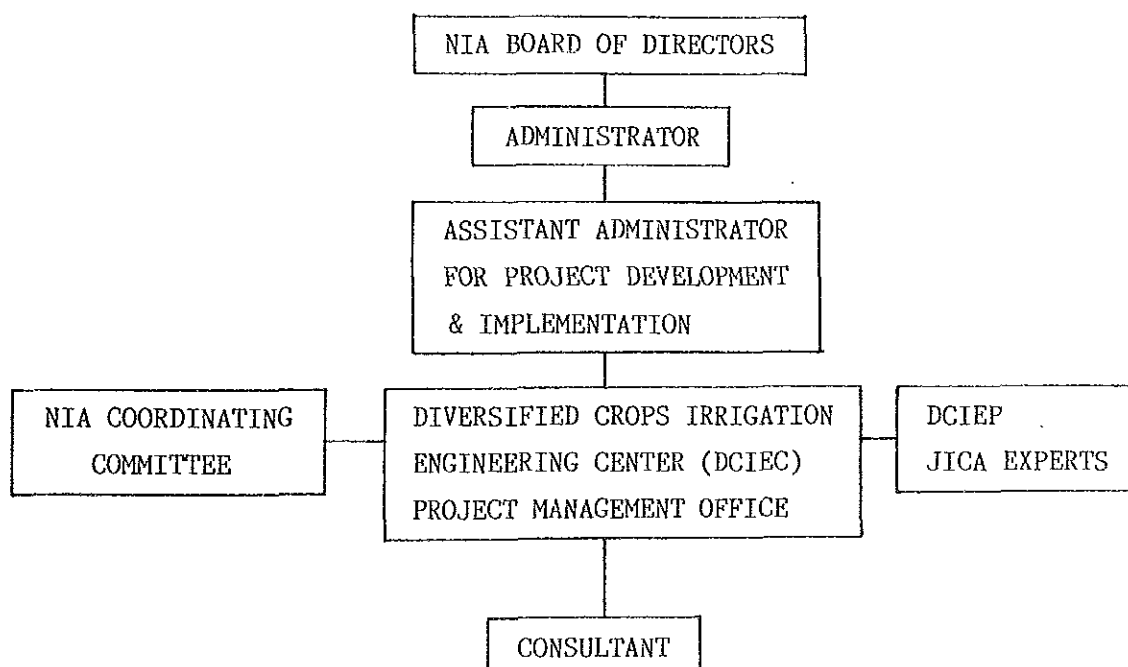 NIA BOARD OF DIRECTORS
ADMINISTRATOR
ASSISTANT ADMINISTRATOR
FOR PROJECT DEVELOPMENT
& IMPLEMENTATION
NIA COORDINATING
COMMITTEE
DIVERSIFIED CROPS IRRIGATION
ENGINEERING CENTER (DCIEC)
PROJECT MANAGEMENT OFFICE
DCIEP
JICA EXPERTS
CONSULTANT